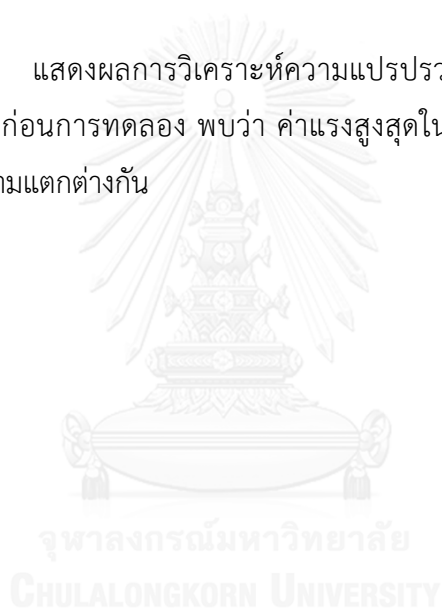 แสดงผลการวิเคราะห์ความแปรปรว
ก่อนการทดลอง พบว่า ค่าแรงสูงสุดใน
ามแตกต่างกัน
จุฬาลงกรณ์มหาวิทยาลัย
CHULALONGKORN UNIVERSITY